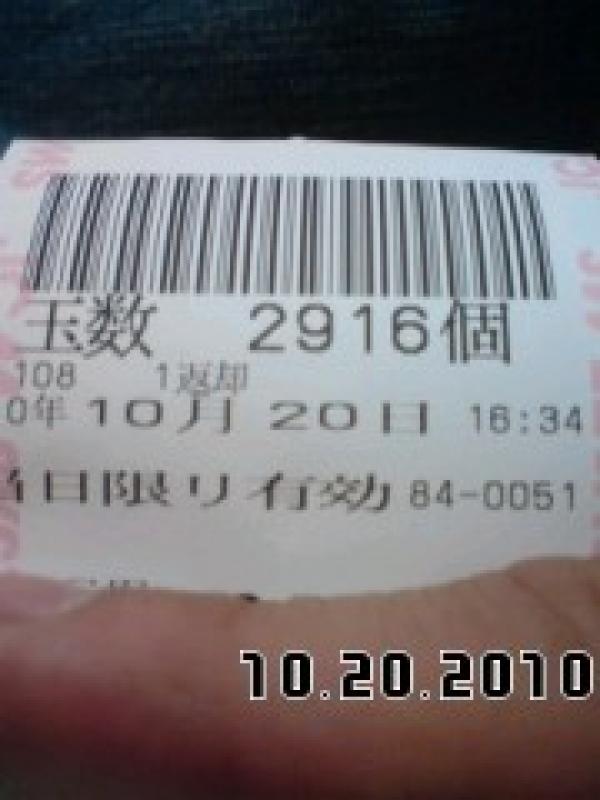 玉数 2916個
108 1返却
0年 10月 20日 16:34
当日限り有効 84-0051
10.20.2010